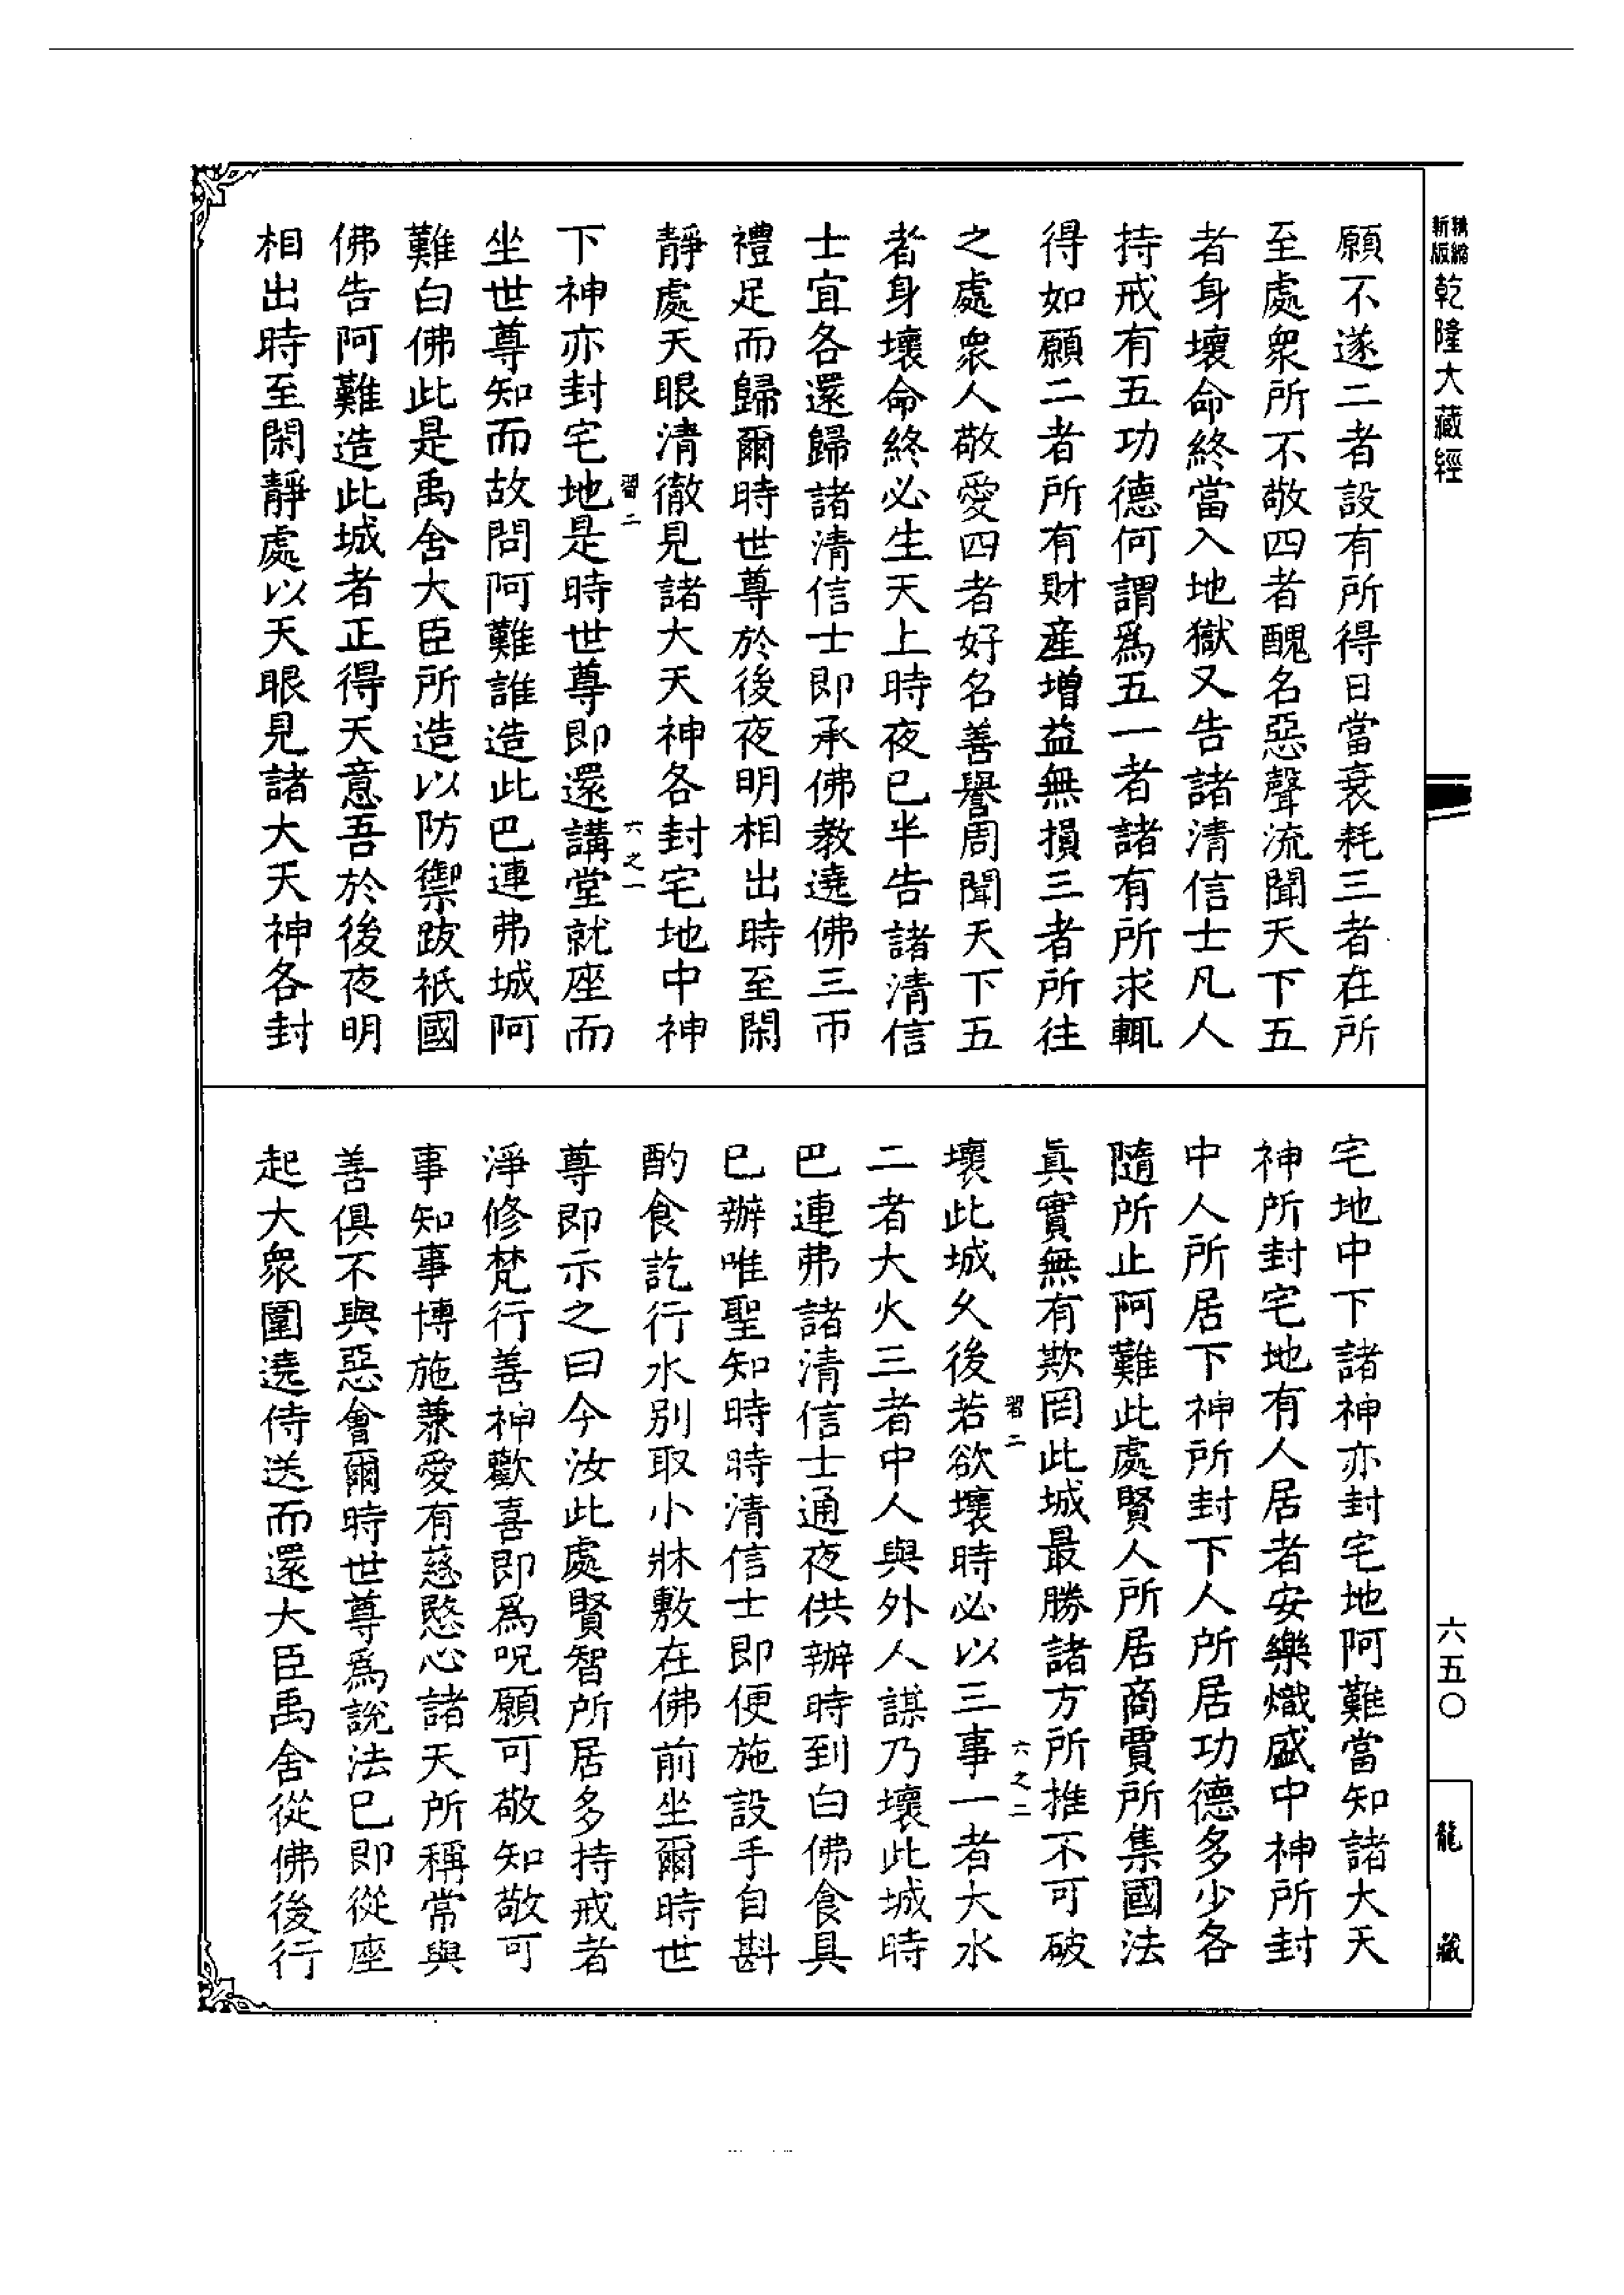 精縮新版乾隆大藏經
願不遂二者設有所得日當衰耗三者在所
至處衆所不敬四者醜名惡聲流聞天下五
者身壞命終當入地獄又告諸清信士凡人
持戒有五功德何謂爲五一者諸有所求輒
得如願二者所有財產增益無損三者所往
之處衆人敬愛四者好名善譽周聞天下五
者身壞命終必生天上時夜已半告諸清信
士宜各還歸諸清信士即承佛教遶佛三帀
禮足而歸爾時世尊於後夜明相出時至閑
靜處天眼清徹見諸大天神各封宅地中神
習二 六之一
下神亦封宅地是時世尊即還講堂就座而
坐世尊知而故問阿難誰造此巴連弗城阿
難白佛此是禹舍大臣所造以防禦跋祇國
佛告阿難造此城者正得天意吾於後夜明
相出時至閑靜處以天眼見諸大天神各封
宅地中下諸神亦封宅地阿難當知諸大天
神所封宅地有人居者安樂熾盛中神所封
中人所居下神所封下人所居功德多少各
隨所止阿難此處賢人所居商賈所集國法
眞實無有欺罔此城最勝諸方所推不可破
習二 六之二
壞此城久後若欲壞時必以三事一者大水
二者大火三者中人與外人謀乃壞此城時
巴連弗諸清信士通夜供辦時到白佛食具
已辦唯聖知時時清信士即便施設手自斟
酌食訖行水別取小牀敷在佛前坐爾時世
尊即示之曰今汝此處賢智所居多持戒者
淨修梵行善神歡喜即爲呪願可敬知敬可
事知事博施兼愛有慈愍心諸天所稱常與
善俱不與惡會爾時世尊爲說法已即從座
起大衆圍遶侍送而還大臣禹舍從佛後行
六五〇
龍藏